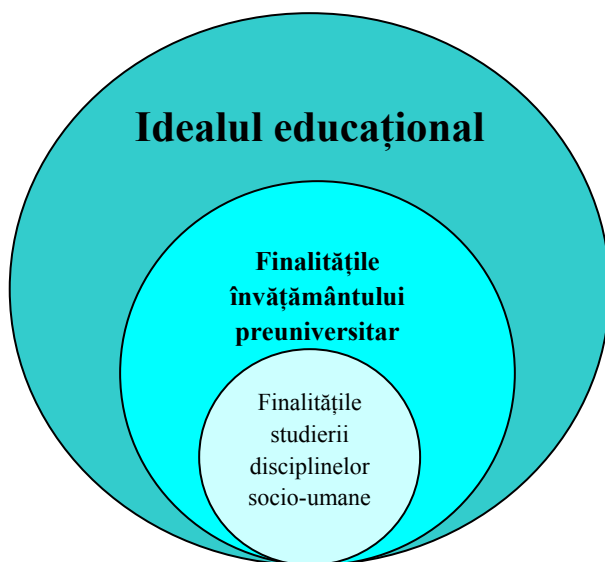 Idealul educațional
Finalitățile
învățământului
preuniversitar
Finalitățile
studierii
disciplinelor
socio-umane